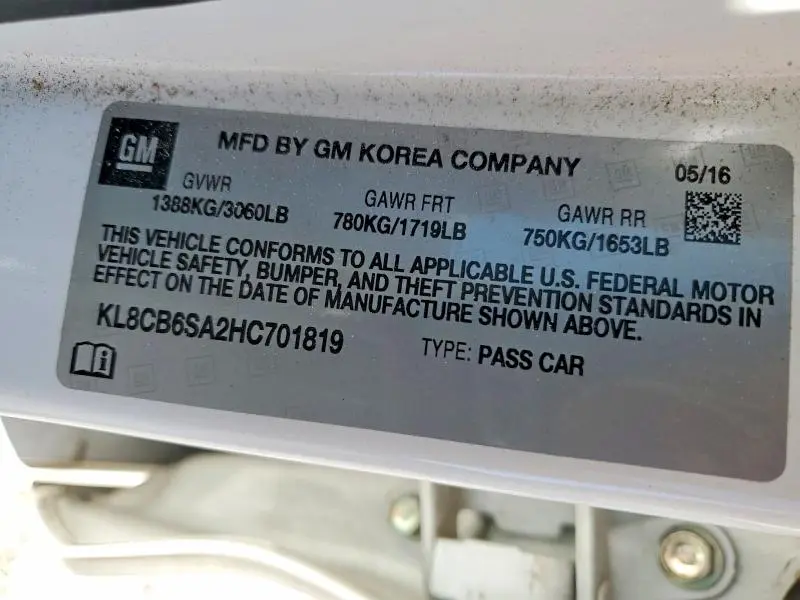 GM
MFD BY GM KOREA COMPANY
05/16
GVWR
GAWR FRT
GAWR RR
1388KG/3060LB
780KG/1719LB
750KG/1653LB
THIS VEHICLE CONFORMS TO ALL APPLICABLE U.S. FEDERAL MOTOR
VEHICLE SAFETY, BUMPER, AND THEFT PREVENTION STANDARDS IN
EFFECT ON THE DATE OF MANUFACTURE SHOWN ABOVE.
KL8CB6SA2HC701819
TYPE: PASS CAR